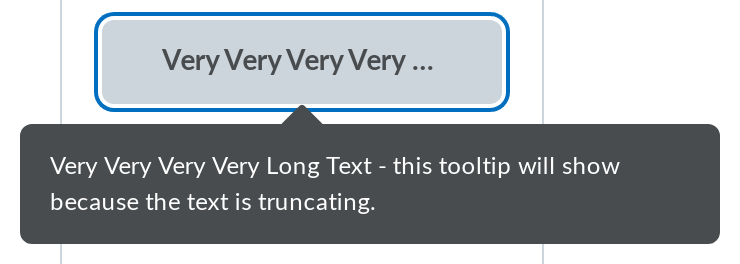 Very Very Very Very ...
Very Very Very Very Long Text - this tooltip will show
because the text is truncating.